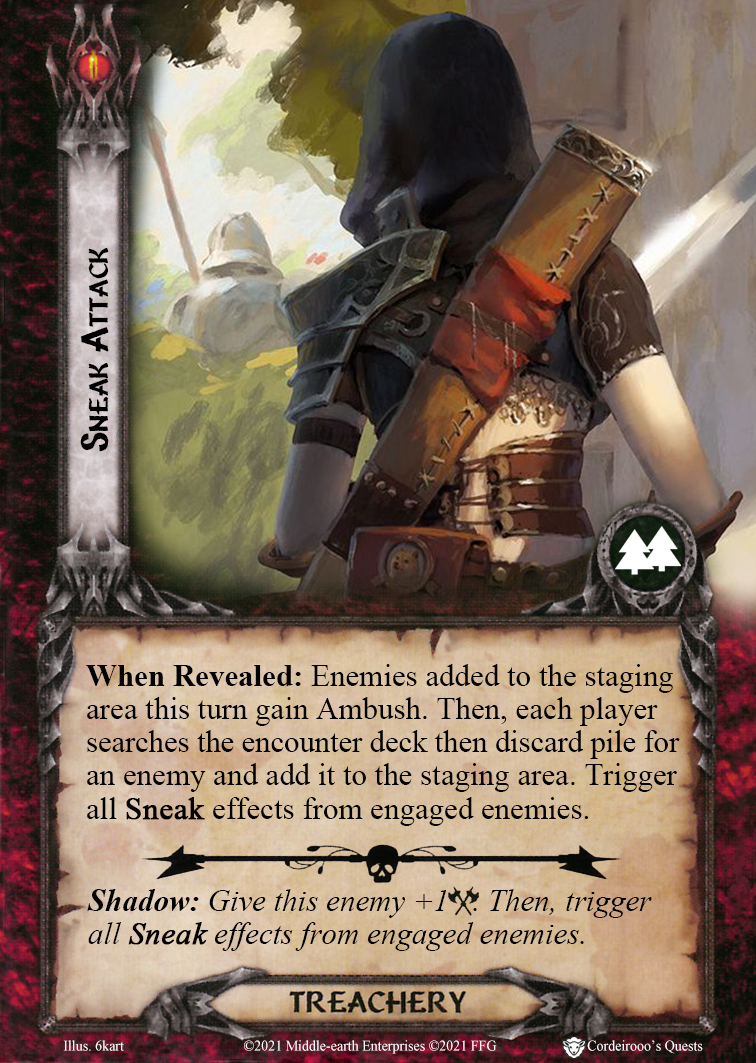 Sneak Attack
When Revealed: Enemies added to the staging
area this turn gain Ambush. Then, each player
searches the encounter deck then discard pile for
an enemy and add it to the staging area. Trigger
all Sneak effects from engaged enemies.
Shadow: Give this enemy +1. Then, trigger
all Sneak effects from engaged enemies.
TREACHERY
Illus. 6kart ©2021 Middle-earth Enterprises ©2021 FFG Cordeirooo's Quests